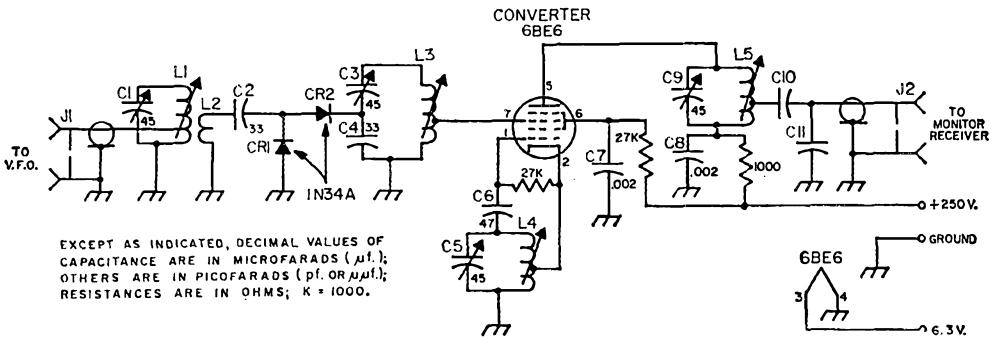 CONVERTER
6BE6
J1
TO
V.F.O.
C1
45
L1
L2
C2
33
CR1
CR2
1N34A
C3
45
C4
33
L3
7
1
5
6
2
27K
C6
47
C5
45
L4
C7
.002
27K
C9
45
L5
C8
.002
1000
C10
C11
J2
TO
MONITOR
RECEIVER
+250V.
GROUND
6BE6
3
4
6.3V.
EXCEPT AS INDICATED, DECIMAL VALUES OF
CAPACITANCE ARE IN MICROFARADS (µf.);
OTHERS ARE IN PICOFARADS (pf. OR µµf.);
RESISTANCES ARE IN OHMS; K = 1000.